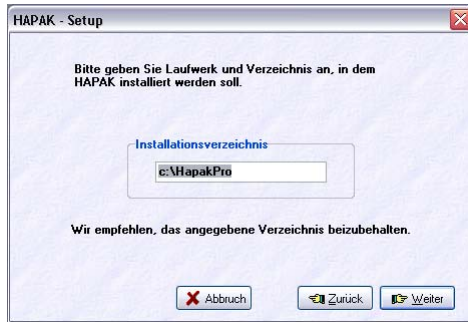 HAPAK - Setup
Bitte geben Sie Laufwerk und Verzeichnis an, in dem
HAPAK installiert werden soll.
Installationsverzeichnis
c:\HapakPro
Wir empfehlen, das angegebene Verzeichnis beizubehalten.
Abbruch Zurück Weiter